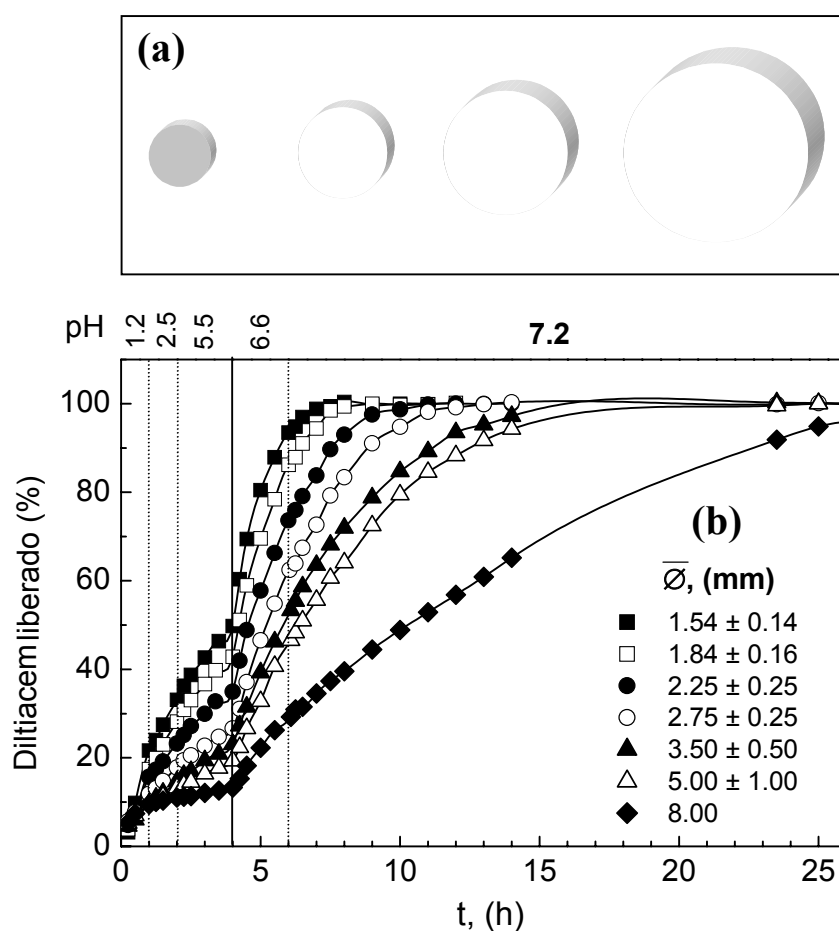 (a)
pH 1.2 2.5 5.5 6.6 7.2
100
80
60
40
20
0
Diltiacem liberado (%)
(b)
Ø, (mm)
1.54 ± 0.14
1.84 ± 0.16
2.25 ± 0.25
2.75 ± 0.25
3.50 ± 0.50
5.00 ± 1.00
8.00
0 5 10 15 20 25
t, (h)